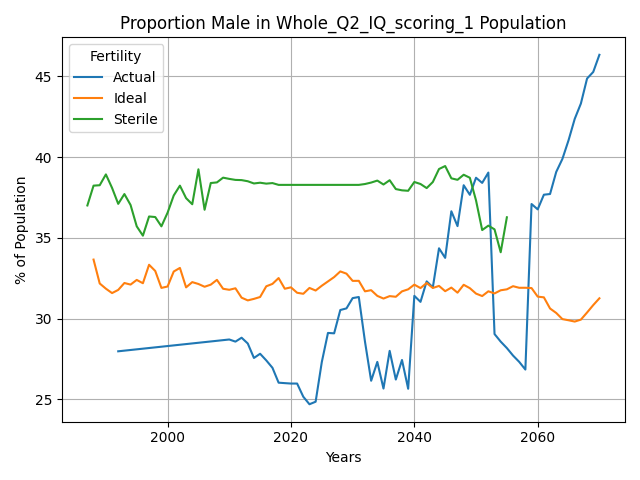 Proportion Male in Whole_Q2_IQ_scoring_1 Population
Fertility
Actual
Ideal
Sterile
% of Population
45
40
35
30
25
2000
2020
2040
2060
Years